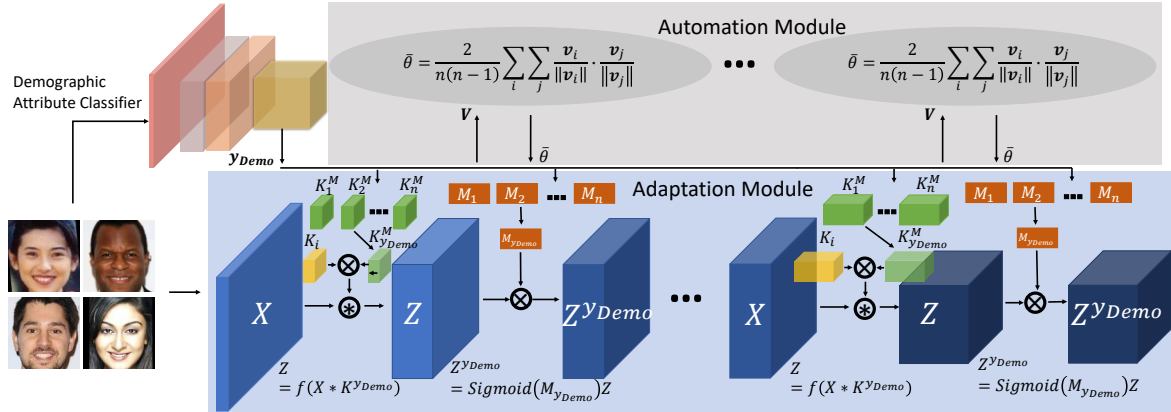 Automation Module
θ̄ = 2/(n(n−1)) ∑_i ∑_j v_i/‖v_i‖ · v_j/‖v_j‖
•••
θ̄ = 2/(n(n−1)) ∑_i ∑_j v_i/‖v_i‖ · v_j/‖v_j‖
Demographic
Attribute Classifier
V
θ̄
V
θ̄
y_Demo
Adaptation Module
K_1^M K_2^M K_n^M
M_1 M_2 ••• M_n
K_1^M K_n^M
M_1 M_2 ••• M_n
K_i
K_{y_Demo}^M
M_{y_Demo}
K_i
K_{y_Demo}^M
M_{y_Demo}
X
Z
Z^{y_Demo}
•••
X
Z
Z^{y_Demo}
Z
= f(X ∗ K^{y_Demo})
Z^{y_Demo}
= Sigmoid(M_{y_Demo})Z
Z
= f(X ∗ K^{y_Demo})
Z^{y_Demo}
= Sigmoid(M_{y_Demo})Z